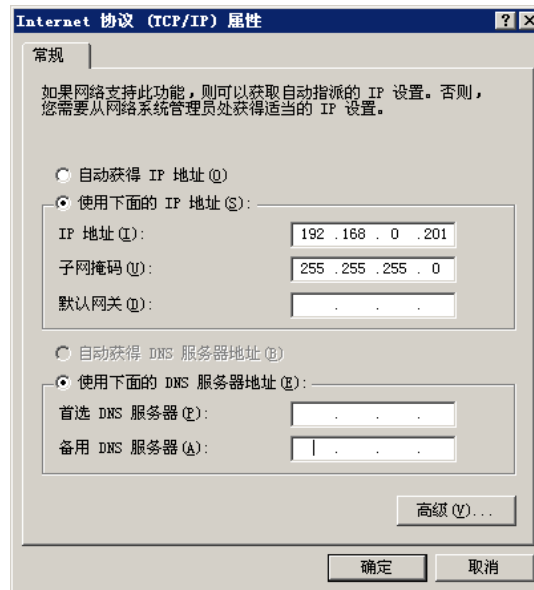 Internet 协议 (TCP/IP) 属性
常规
如果网络支持此功能，则可以获取自动指派的 IP 设置。否则，
您需要从网络系统管理员处获得适当的 IP 设置。
自动获得 IP 地址(O)
使用下面的 IP 地址(S):
IP 地址(I): 192 .168 . 0 .201
子网掩码(U): 255 .255 .255 . 0
默认网关(D): . . .
自动获得 DNS 服务器地址(B)
使用下面的 DNS 服务器地址(E):
首选 DNS 服务器(P): . . .
备用 DNS 服务器(A): . . .
高级(V)...
确定 取消